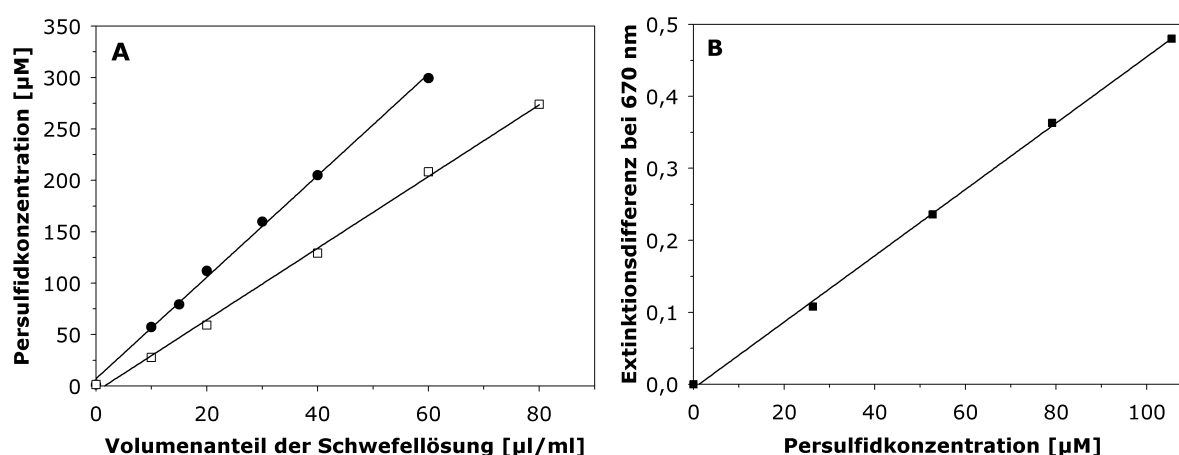 A
Persulfidkonzentration [µM]
350
300
250
200
150
100
50
0
0 20 40 60 80
Volumenanteil der Schwefellösung [µl/ml]
B
Extinktionsdifferenz bei 670 nm
0,5
0,4
0,3
0,2
0,1
0,0
0 20 40 60 80 100
Persulfidkonzentration [µM]